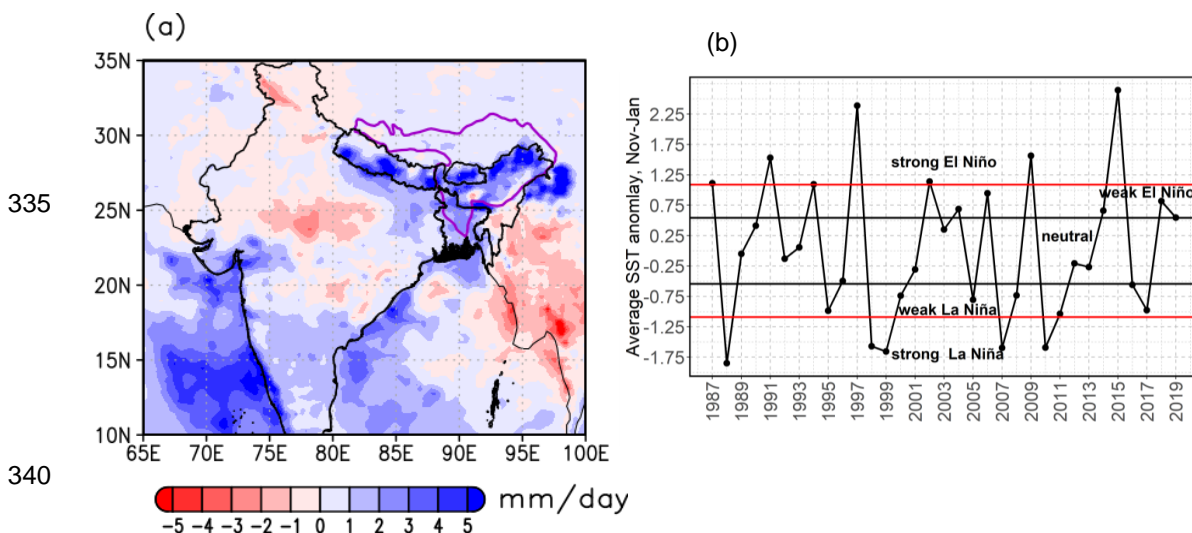 (a)
35N
30N
25N
20N
15N
10N
65E 70E 75E 80E 85E 90E 95E 100E
-5 -4 -3 -2 -1 0 1 2 3 4 5 mm/day
335
340
(b)
Average SST anomlay, Nov-Jan
2.25
1.75
1.25
0.75
0.25
-0.25
-0.75
-1.25
-1.75
strong El Niño
weak El Niño
neutral
weak La Niña
strong La Niña
1987 1989 1991 1993 1995 1997 1999 2001 2003 2005 2007 2009 2011 2013 2015 2017 2019